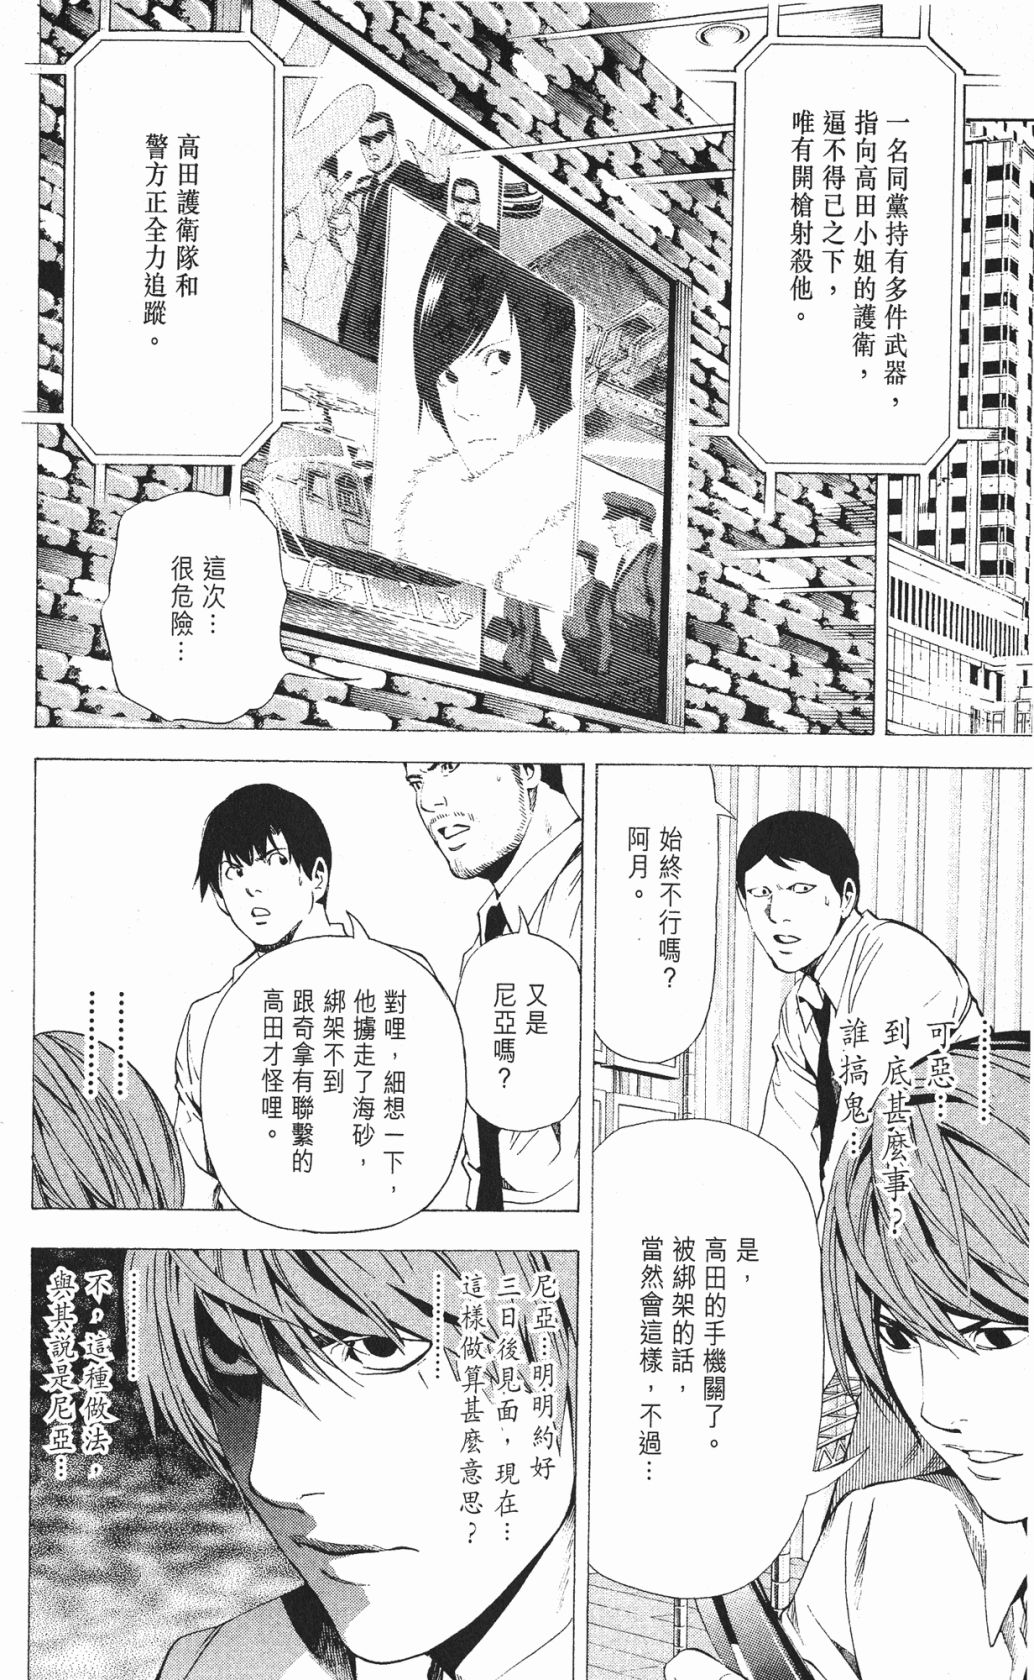 一名同黨持有多件武器，
指向高田小姐的護衛，
逼不得已之下，
唯有開槍射殺他。
高田護衛隊和
警方正全力追蹤。
這次…
很危險…
始終不行嗎？
阿月。
………
可惡…
到底甚麼事？
誰搞鬼…
是，
高田的手機關了。
被綁架的話，
當然會這樣，不過…
又是
尼亞嗎？
對哩，細想一下，
他擄走了海砂，
綁架不到
跟奇拿有聯繫的
高田才怪哩。
………
………
尼亞…明明約好
三日後見面，現在…
這樣做算甚麼意思？
………
………
不，這種做法，
與其說是尼亞…